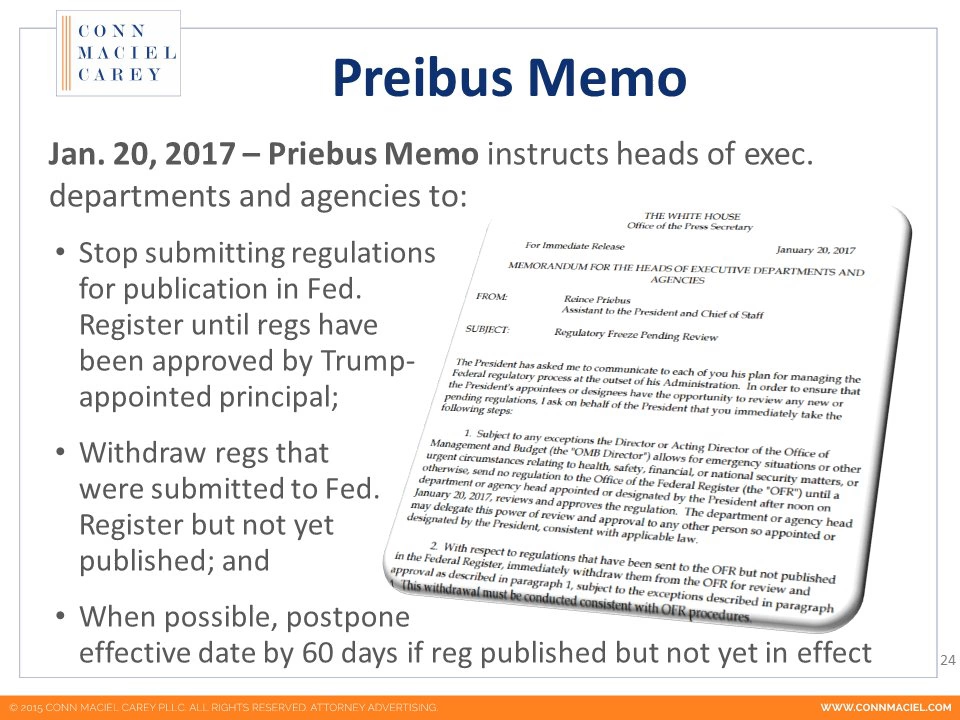 CONN
MACIEL
CAREY
Preibus Memo
Jan. 20, 2017 – Priebus Memo instructs heads of exec.
departments and agencies to:
• Stop submitting regulations
for publication in Fed.
Register until regs have
been approved by Trump-
appointed principal;
• Withdraw regs that
were submitted to Fed.
Register but not yet
published; and
• When possible, postpone
effective date by 60 days if reg published but not yet in effect
THE WHITE HOUSE
Office of the Press Secretary
For Immediate Release January 20, 2017
MEMORANDUM FOR THE HEADS OF EXECUTIVE DEPARTMENTS AND
AGENCIES
FROM: Reince Priebus
Assistant to the President and Chief of Staff
SUBJECT: Regulatory Freeze Pending Review
The President has asked me to communicate to each of you his plan for managing the
Federal regulatory process at the outset of his Administration. In order to ensure that
the President's appointees or designees have the opportunity to review any new or
pending regulations, I ask on behalf of the President that you immediately take the
following steps:
1. Subject to any exceptions the Director or Acting Director of the Office of
Management and Budget (the "OMB Director") allows for emergency situations or other
urgent circumstances relating to health, safety, financial, or national security matters, or
otherwise, send no regulation to the Office of the Federal Register (the "OFR") until a
department or agency head appointed or designated by the President after noon on
January 20, 2017, reviews and approves the regulation. The department or agency head
may delegate this power of review and approval to any other person so appointed or
designated by the President, consistent with applicable law.
2. With respect to regulations that have been sent to the OFR but not published
in the Federal Register, immediately withdraw them from the OFR for review and
approval as described in paragraph 1, subject to the exceptions described in paragraph
1. This withdrawal must be conducted consistent with OFR procedures.
24
© 2015 CONN MACIEL CAREY PLLC. ALL RIGHTS RESERVED. ATTORNEY ADVERTISING.
WWW.CONNMACIEL.COM